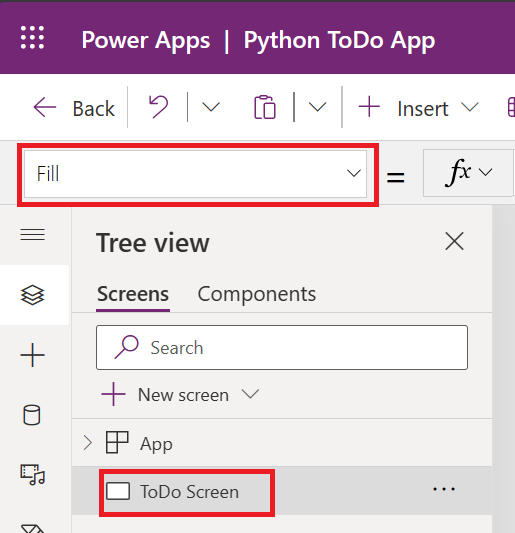 Power Apps | Python ToDo App
Back
Insert
Fill
= fx
Tree view
Screens Components
Search
New screen
App
ToDo Screen